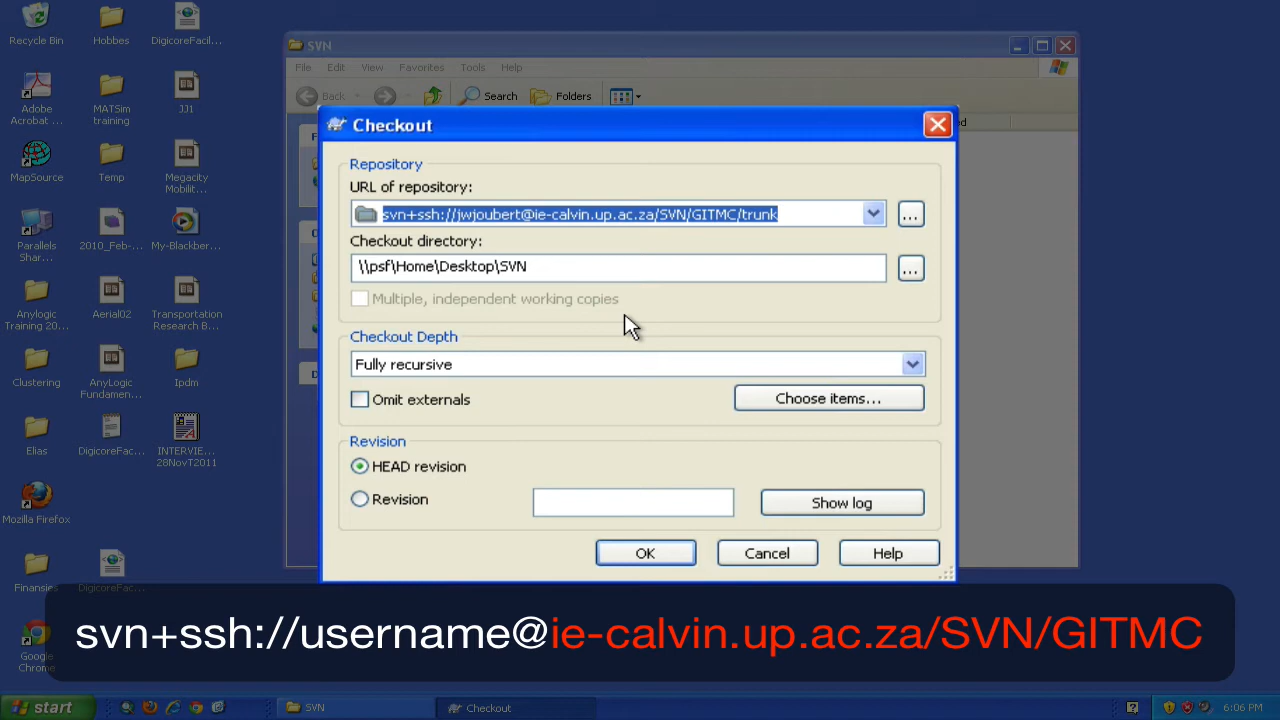 Recycle Bin
Hobbes
DigicoreFacil...
Adobe
Acrobat ...
MATSim
training
JJ1
MapSource
Temp
Megacity
Mobilit...
Parallels
Shar...
2010_Feb-...
My-Blackber...
Anylogic
Training 20...
Aerial02
Transportation
Research B...
Clustering
AnyLogic
Fundamen...
Ipdm
Elias
DigicoreFac...
INTERVIE...
28NovT2011
Mozilla Firefox
Finansies
Google
Chrome
SVN
File Edit View Favorites Tools Help
Back Search Folders
Checkout
Repository
URL of repository:
svn+ssh://jwjoubert@ie-calvin.up.ac.za/SVN/GITMC/trunk
...
Checkout directory:
\\psf\Home\Desktop\SVN
...
Multiple, independent working copies
Checkout Depth
Fully recursive
Omit externals
Choose items...
Revision
HEAD revision
Revision
Show log
OK Cancel Help
svn+ssh://username@ie-calvin.up.ac.za/SVN/GITMC
start SVN Checkout 6:06 PM